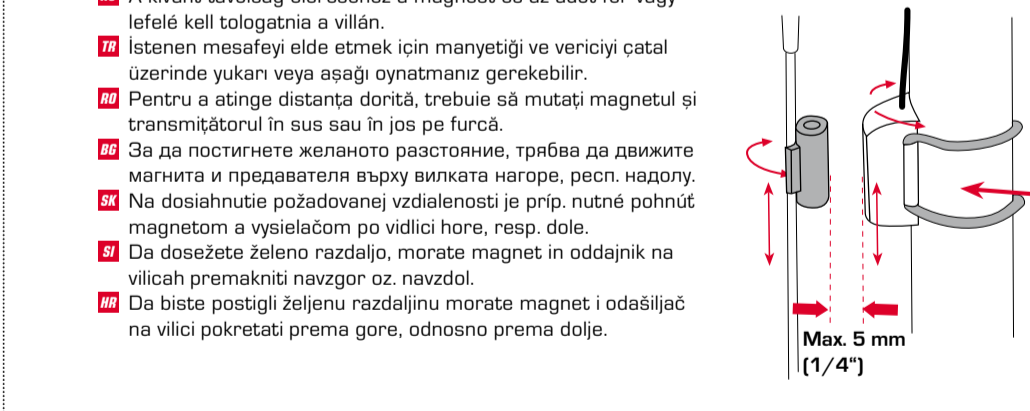 lefelé kell tologatnia a villán.
TR İstenen mesafeyi elde etmek için manyetiği ve vericiyi çatal
üzerinde yukarı veya aşağı oynatmanız gerekebilir.
RO Pentru a atinge distanța dorită, trebuie să mutați magnetul și
transmițătorul în sus sau în jos pe furcă.
BG За да постигнете желаното разстояние, трябва да движите
магнита и предавателя върху вилката нагоре, респ. надолу.
SK Na dosiahnutie požadovanej vzdialenosti je príp. nutné pohnúť
magnetom a vysielačom po vidlici hore, resp. dole.
SI Da dosežete želeno razdaljo, morate magnet in oddajnik na
vilicah premakniti navzgor oz. navzdol.
HR Da biste postigli željenu razdaljinu morate magnet i odašiljač
na vilici pokretati prema gore, odnosno prema dolje.
Max. 5 mm
(1/4“)